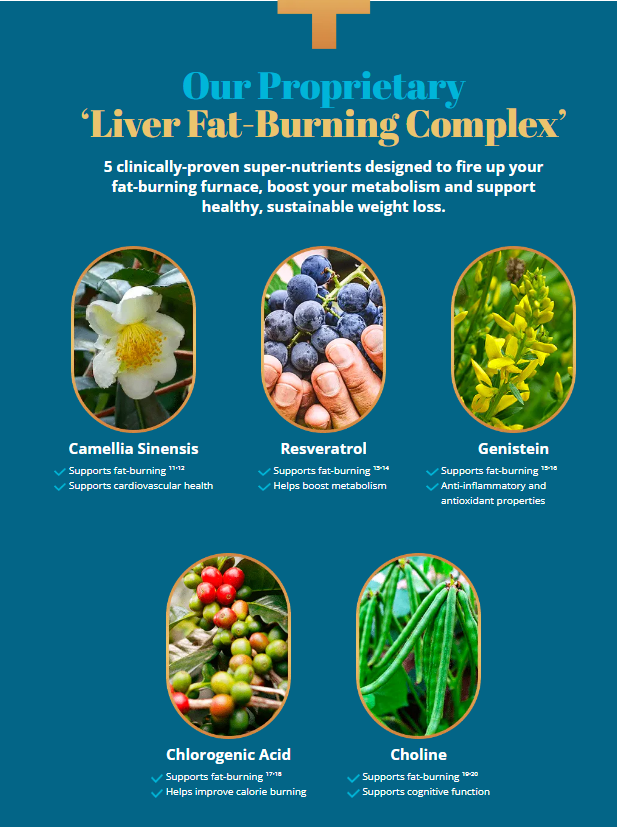 Our Proprietary
‘Liver Fat-Burning Complex’
5 clinically-proven super-nutrients designed to fire up your
fat-burning furnace, boost your metabolism and support
healthy, sustainable weight loss.
Camellia Sinensis
Supports fat-burning 11-12
Supports cardiovascular health
Resveratrol
Supports fat-burning 13-14
Helps boost metabolism
Genistein
Supports fat-burning 15-16
Anti-inflammatory and
antioxidant properties
Chlorogenic Acid
Supports fat-burning 17-18
Helps improve calorie burning
Choline
Supports fat-burning 19-20
Supports cognitive function